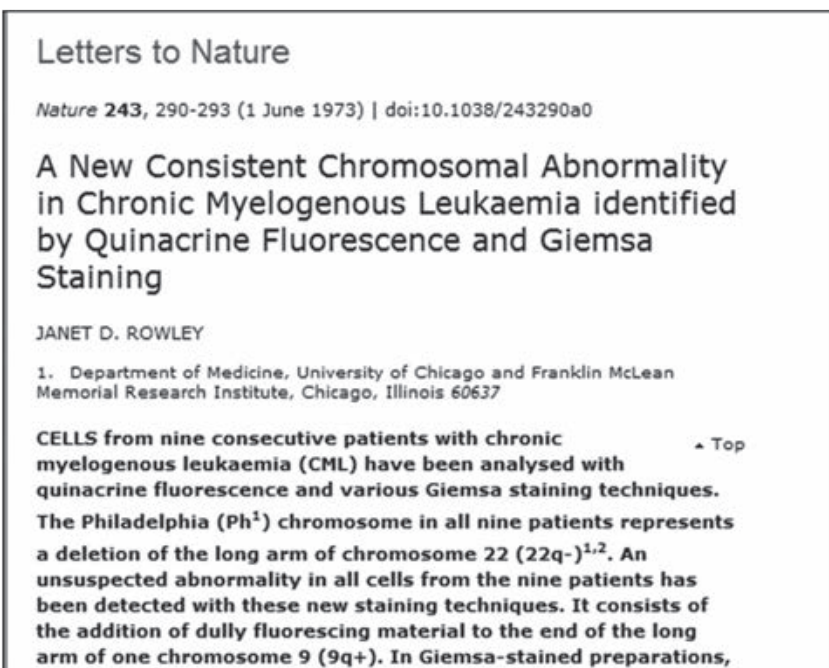 Letters to Nature
Nature 243, 290-293 (1 June 1973) | doi:10.1038/243290a0
A New Consistent Chromosomal Abnormality
in Chronic Myelogenous Leukaemia identified
by Quinacrine Fluorescence and Giemsa
Staining
JANET D. ROWLEY
1. Department of Medicine, University of Chicago and Franklin McLean
Memorial Research Institute, Chicago, Illinois 60637
CELLS from nine consecutive patients with chronic
▲ Top
myelogenous leukaemia (CML) have been analysed with
quinacrine fluorescence and various Giemsa staining techniques.
The Philadelphia (Ph¹) chromosome in all nine patients represents
a deletion of the long arm of chromosome 22 (22q-)¹,². An
unsuspected abnormality in all cells from the nine patients has
been detected with these new staining techniques. It consists of
the addition of dully fluorescing material to the end of the long
arm of one chromosome 9 (9q+). In Giemsa-stained preparations,